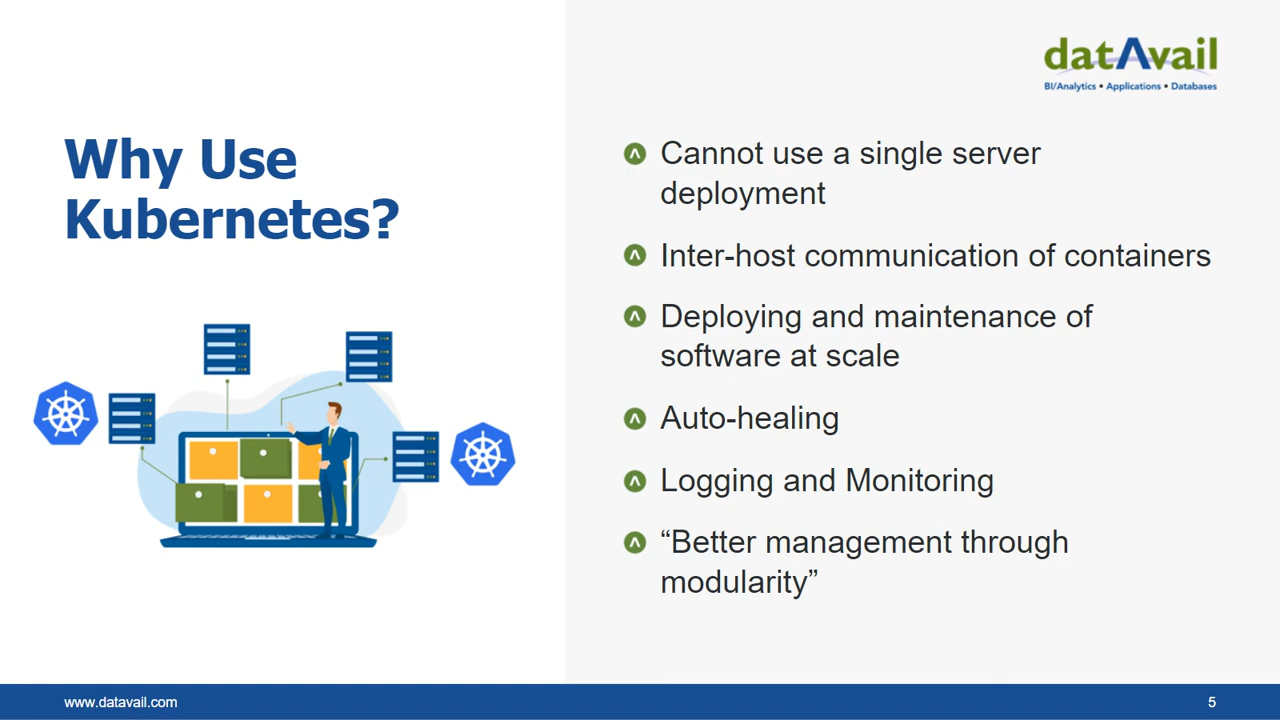 datAvail
BI/Analytics • Applications • Databases
Why Use
Kubernetes?
Cannot use a single server
deployment
Inter-host communication of containers
Deploying and maintenance of
software at scale
Auto-healing
Logging and Monitoring
“Better management through
modularity”
www.datavail.com
5